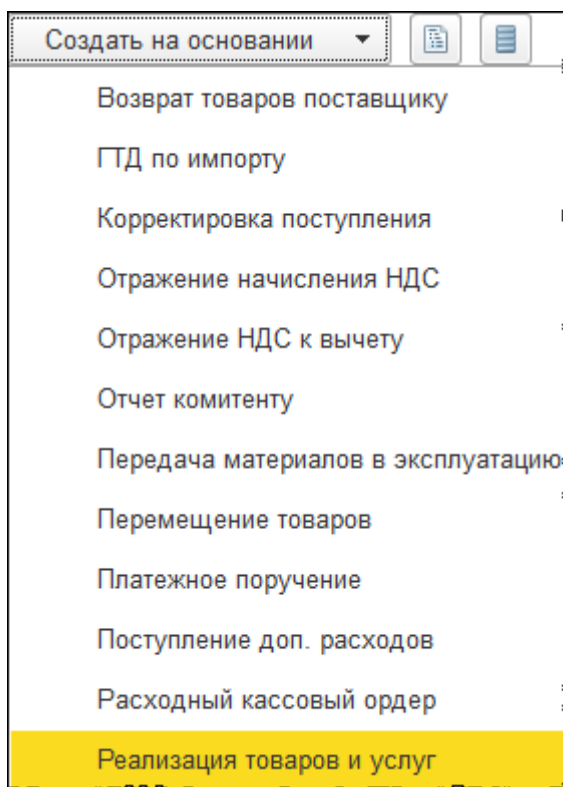 Создать на основании
Возврат товаров поставщику
ГТД по импорту
Корректировка поступления
Отражение начисления НДС
Отражение НДС к вычету
Отчет комитенту
Передача материалов в эксплуатацию
Перемещение товаров
Платежное поручение
Поступление доп. расходов
Расходный кассовый ордер
Реализация товаров и услуг